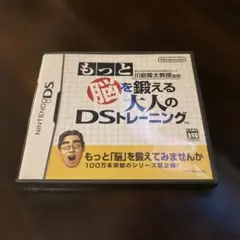 Nintendo
川島隆太教授監修
もっと
脳を鍛える
大人の
DSトレーニング
NINTENDO DS
もっと「脳」を鍛えてみませんか
100万本突破のシリーズ第2弾!